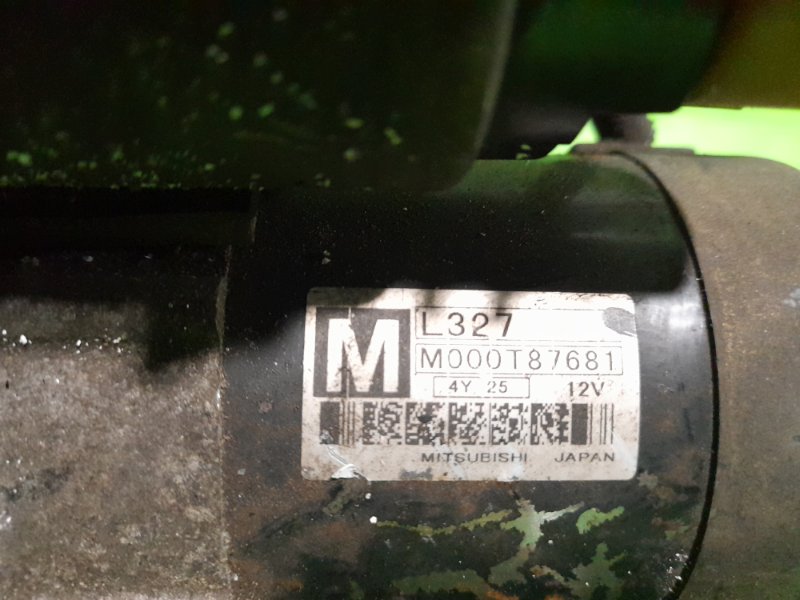 M L327
M000T87681
4Y 25 12V
MITSUBISHI JAPAN